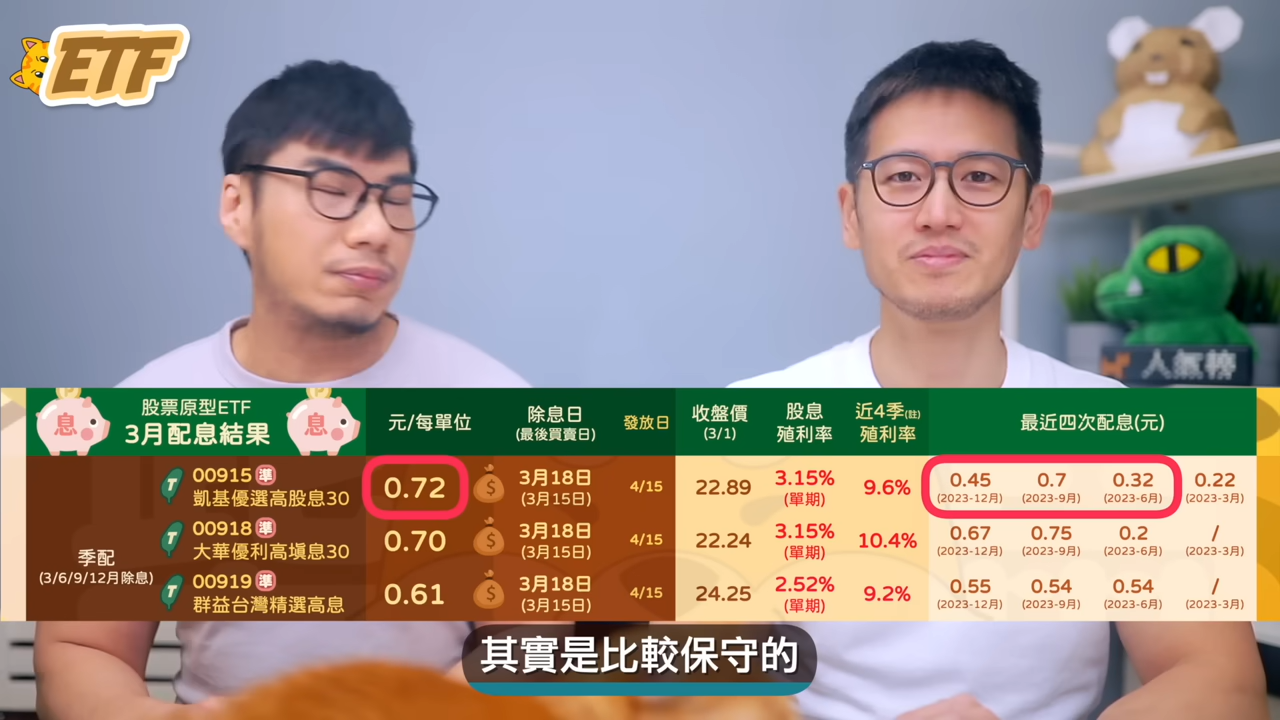 ETF
人氣榜
股票原型ETF
3月配息結果
息
息
元/每單位
除息日
(最後買賣日)
發放日
收盤價
(3/1)
股息
殖利率
近4季(註)
殖利率
最近四次配息(元)
季配
(3/6/9/12月除息)
T
00915 準
凱基優選高股息30
0.72
$
3月18日
(3月15日)
4/15
22.89
3.15%
(單期)
9.6%
0.45
(2023-12月)
0.7
(2023-9月)
0.32
(2023-6月)
0.22
(2023-3月)
T
00918 準
大華優利高填息30
0.70
$
3月18日
(3月15日)
4/15
22.24
3.15%
(單期)
10.4%
0.67
(2023-12月)
0.75
(2023-9月)
0.2
(2023-6月)
/
(2023-3月)
T
00919 準
群益台灣精選高息
0.61
$
3月18日
(3月15日)
4/15
24.25
2.52%
(單期)
9.2%
0.55
(2023-12月)
0.54
(2023-9月)
0.54
(2023-6月)
/
(2023-3月)
其實是比較保守的